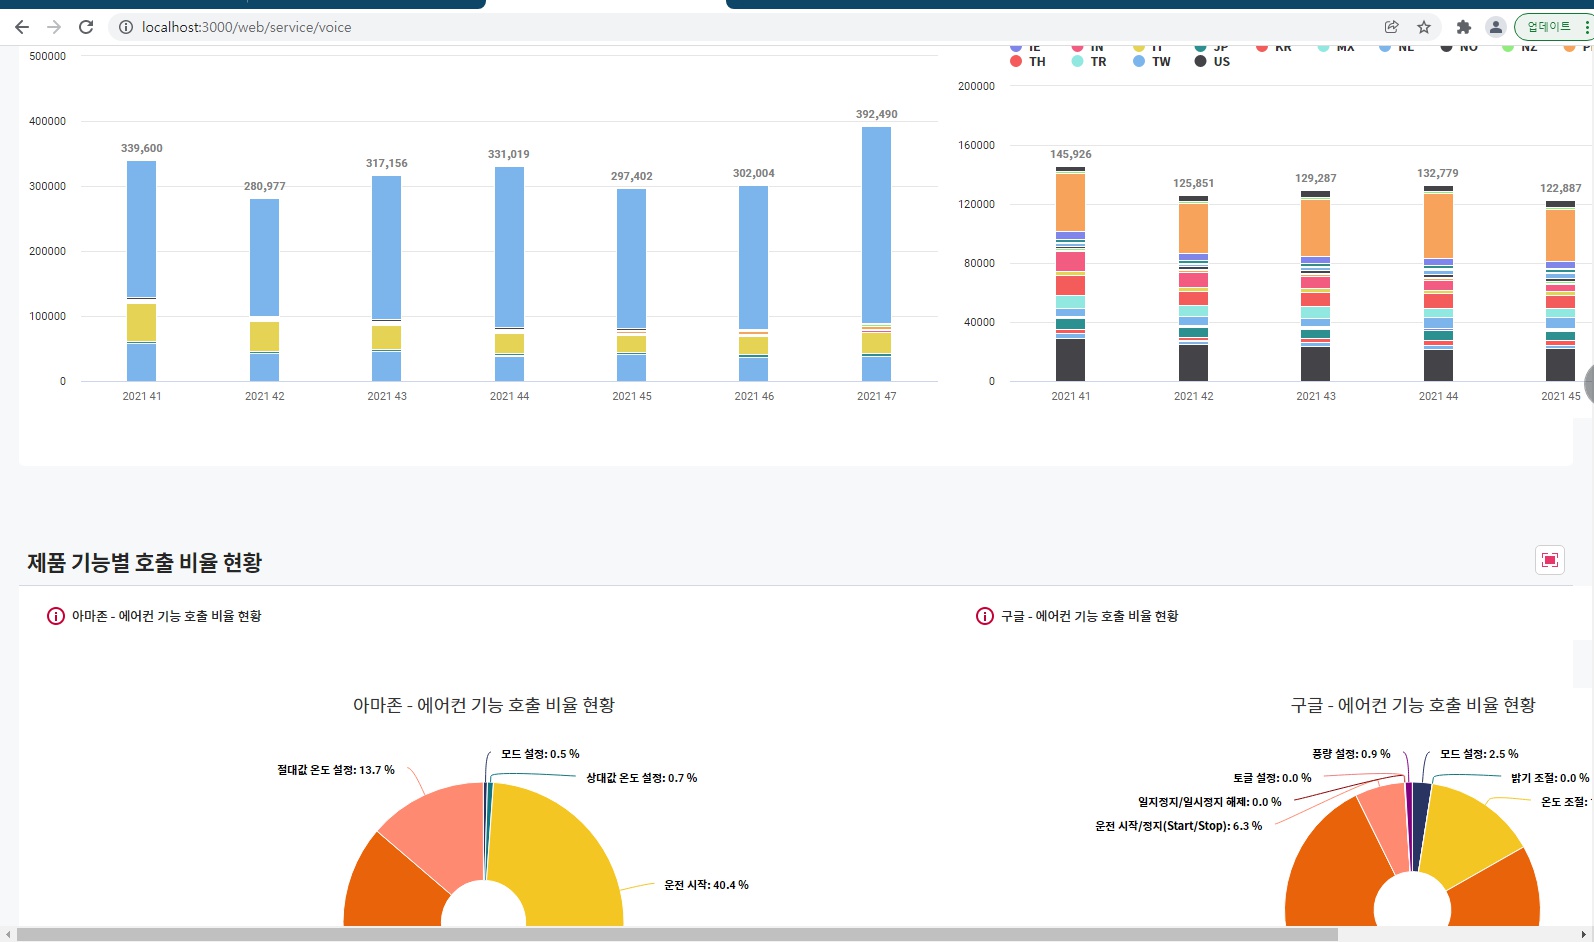 localhost:3000/web/service/voice
업데이트
500000
400000
300000
200000
100000
0
339,600
280,977
317,156
331,019
297,402
302,004
392,490
2021 41
2021 42
2021 43
2021 44
2021 45
2021 46
2021 47
IE IN IT JP KR MX NL NO NZ
TH TR TW US
200000
160000
120000
80000
40000
0
145,926
125,851
129,287
132,779
122,887
2021 41
2021 42
2021 43
2021 44
2021 45
제품 기능별 호출 비율 현황
아마존 - 에어컨 기능 호출 비율 현황
구글 - 에어컨 기능 호출 비율 현황
아마존 - 에어컨 기능 호출 비율 현황
모드 설정: 0.5 %
절대값 온도 설정: 13.7 %
상대값 온도 설정: 0.7 %
운전 시작: 40.4 %
구글 - 에어컨 기능 호출 비율 현황
풍량 설정: 0.9 %
모드 설정: 2.5 %
토글 설정: 0.0 %
밝기 조절: 0.0 %
일지정지/일시정지 해제: 0.0 %
온도 조절:
운전 시작/정지(Start/Stop): 6.3 %